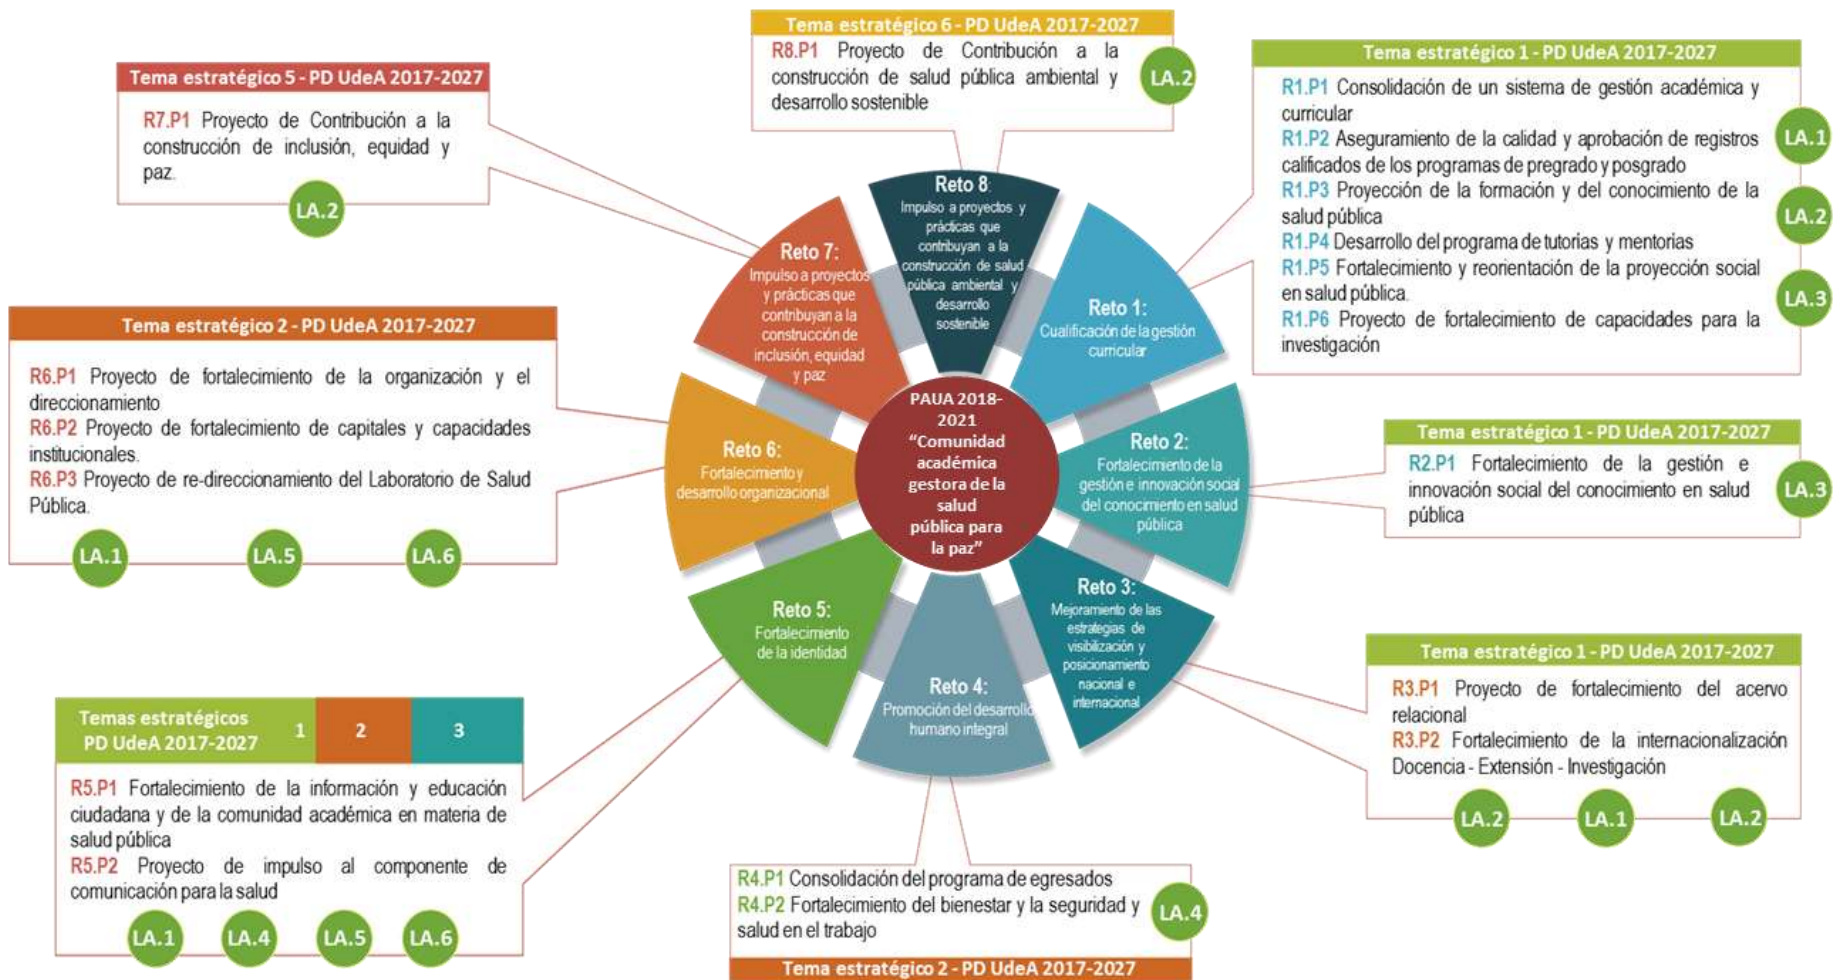 Tema estratégico 6 - PD UdeA 2017-2027
R8.P1 Proyecto de Contribución a la
construcción de salud pública ambiental y
desarrollo sostenible
LA.2
Tema estratégico 5 - PD UdeA 2017-2027
R7.P1 Proyecto de Contribución a la
construcción de inclusión, equidad y
paz.
LA.2
Tema estratégico 1 - PD UdeA 2017-2027
R1.P1 Consolidación de un sistema de gestión académica y
curricular
R1.P2 Aseguramiento de la calidad y aprobación de registros
calificados de los programas de pregrado y posgrado
R1.P3 Proyección de la formación y del conocimiento de la
salud pública
R1.P4 Desarrollo del programa de tutorías y mentorias
R1.P5 Fortalecimiento y reorientación de la proyección social
en salud pública.
R1.P6 Proyecto de fortalecimiento de capacidades para la
investigación
LA.1
LA.2
LA.3
Reto 8:
Impulso a proyectos y
prácticas que
contribuyan a la
construcción de salud
pública ambiental y
desarrollo
sostenible
Reto 7:
Impulso a proyectos
y prácticas que
contribuyan a la
construcción de
inclusión, equidad
y paz
Reto 1:
Cualificación de la gestión
curricular
Tema estratégico 2 - PD UdeA 2017-2027
R6.P1 Proyecto de fortalecimiento de la organización y el
direccionamiento
R6.P2 Proyecto de fortalecimiento de capitales y capacidades
institucionales.
R6.P3 Proyecto de re-direccionamiento del Laboratorio de Salud
Pública.
LA.1
LA.5
LA.6
Reto 6:
Fortalecimiento y
desarrollo organizacional
PAUA 2018-
2021
“Comunidad
académica
gestora de la
salud
pública para
la paz”
Reto 2:
Fortalecimiento de la
gestión e innovación social
del conocimiento en salud
pública
Tema estratégico 1 - PD UdeA 2017-2027
R2.P1 Fortalecimiento de la gestión e
innovación social del conocimiento en salud
pública
LA.3
Reto 5:
Fortalecimiento
de la identidad
Reto 4:
Promoción del desarrollo
humano integral
Reto 3:
Mejoramiento de las
estrategias de
visibilización y
posicionamiento
nacional e
internacional
Tema estratégico 1 - PD UdeA 2017-2027
R3.P1 Proyecto de fortalecimiento del acervo
relacional
R3.P2 Fortalecimiento de la internacionalización
Docencia - Extensión - Investigación
LA.2
LA.1
LA.2
Temas estratégicos
PD UdeA 2017-2027
1
2
3
R5.P1 Fortalecimiento de la información y educación
ciudadana y de la comunidad académica en materia de
salud pública
R5.P2 Proyecto de impulso al componente de
comunicación para la salud
LA.1
LA.4
LA.5
LA.6
R4.P1 Consolidación del programa de egresados
R4.P2 Fortalecimiento del bienestar y la seguridad y
salud en el trabajo
LA.4
Tema estratégico 2 - PD UdeA 2017-2027